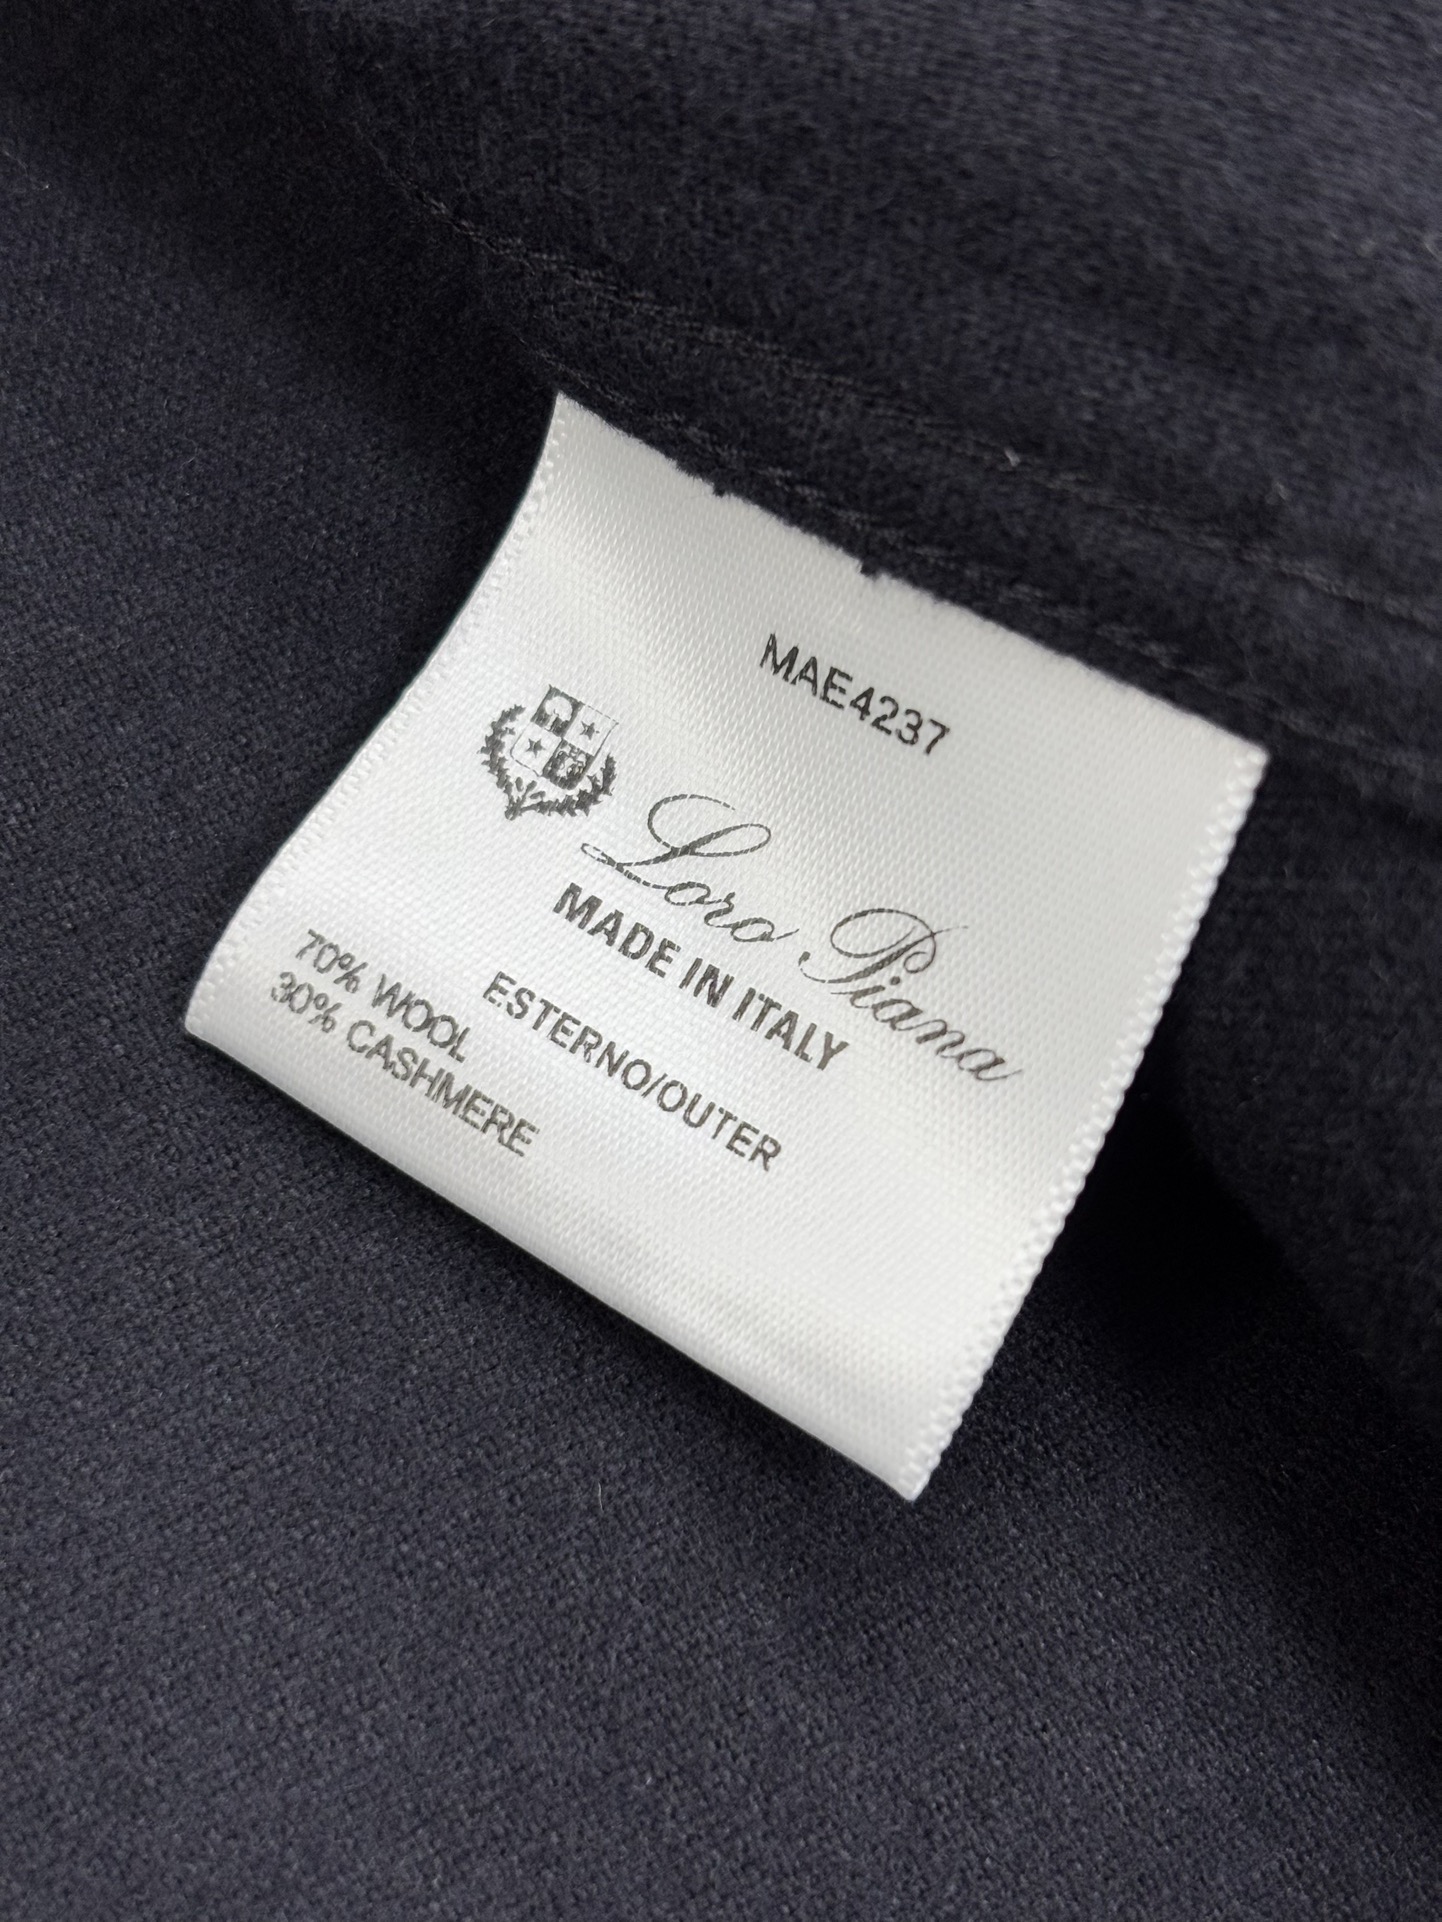 MAE4237
Loro Piana
MADE IN ITALY
ESTERNO/OUTER
70% WOOL
30% CASHMERE